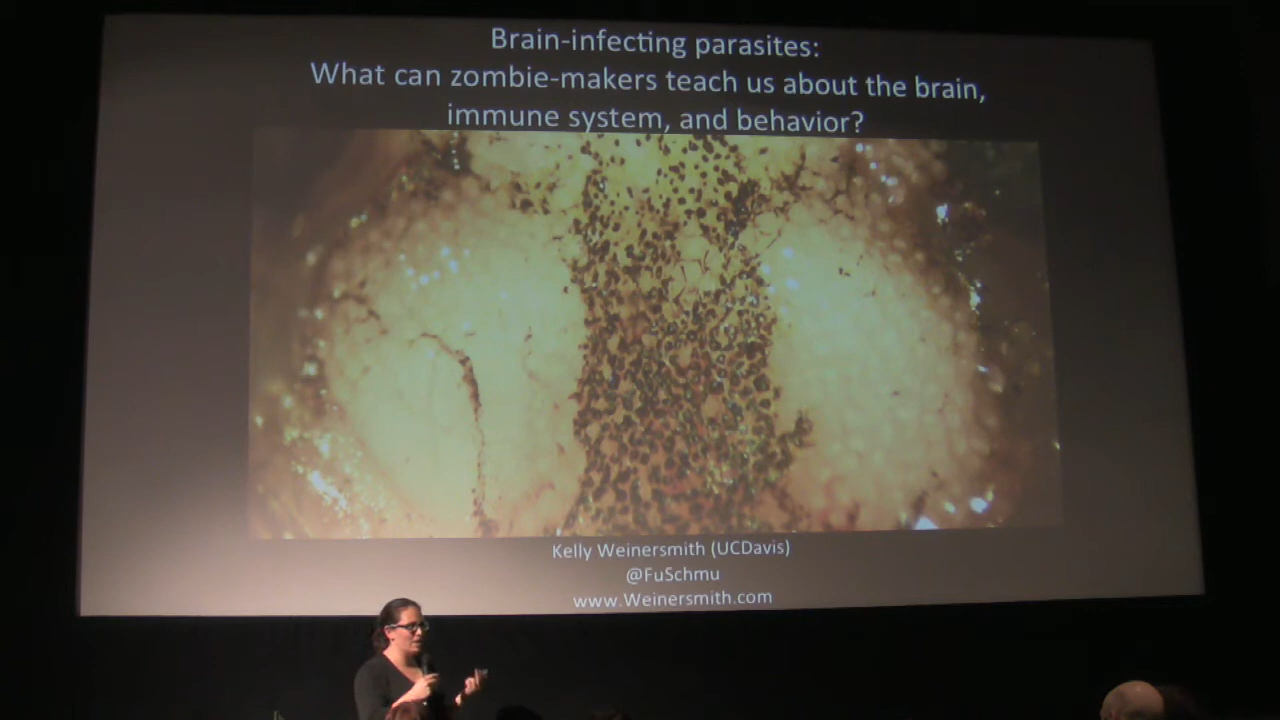 Brain-infecting parasites:
What can zombie-makers teach us about the brain,
immune system, and behavior?
Kelly Weinersmith (UCDavis)
@FuSchmu
www.Weinersmith.com